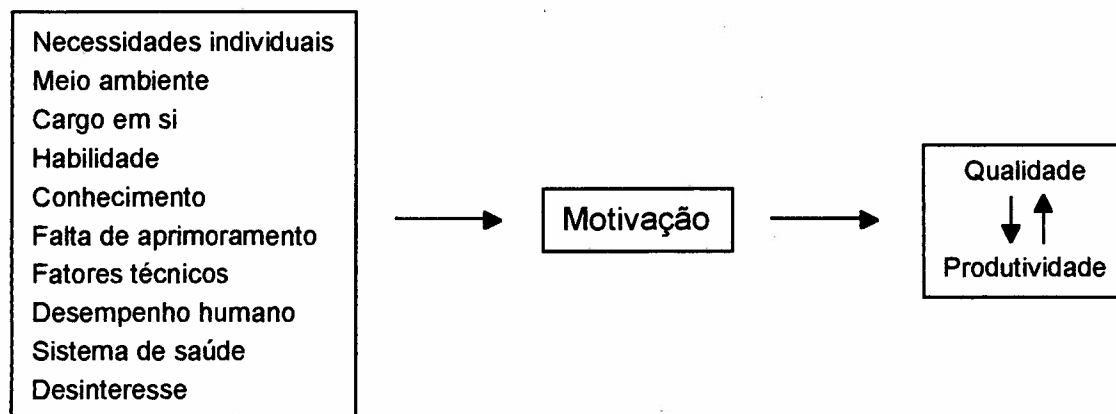 Necessidades individuais
Meio ambiente
Cargo em si
Habilidade
Conhecimento
Falta de aprimoramento
Fatores técnicos
Desempenho humano
Sistema de saúde
Desinteresse
Motivação
Qualidade
Produtividade